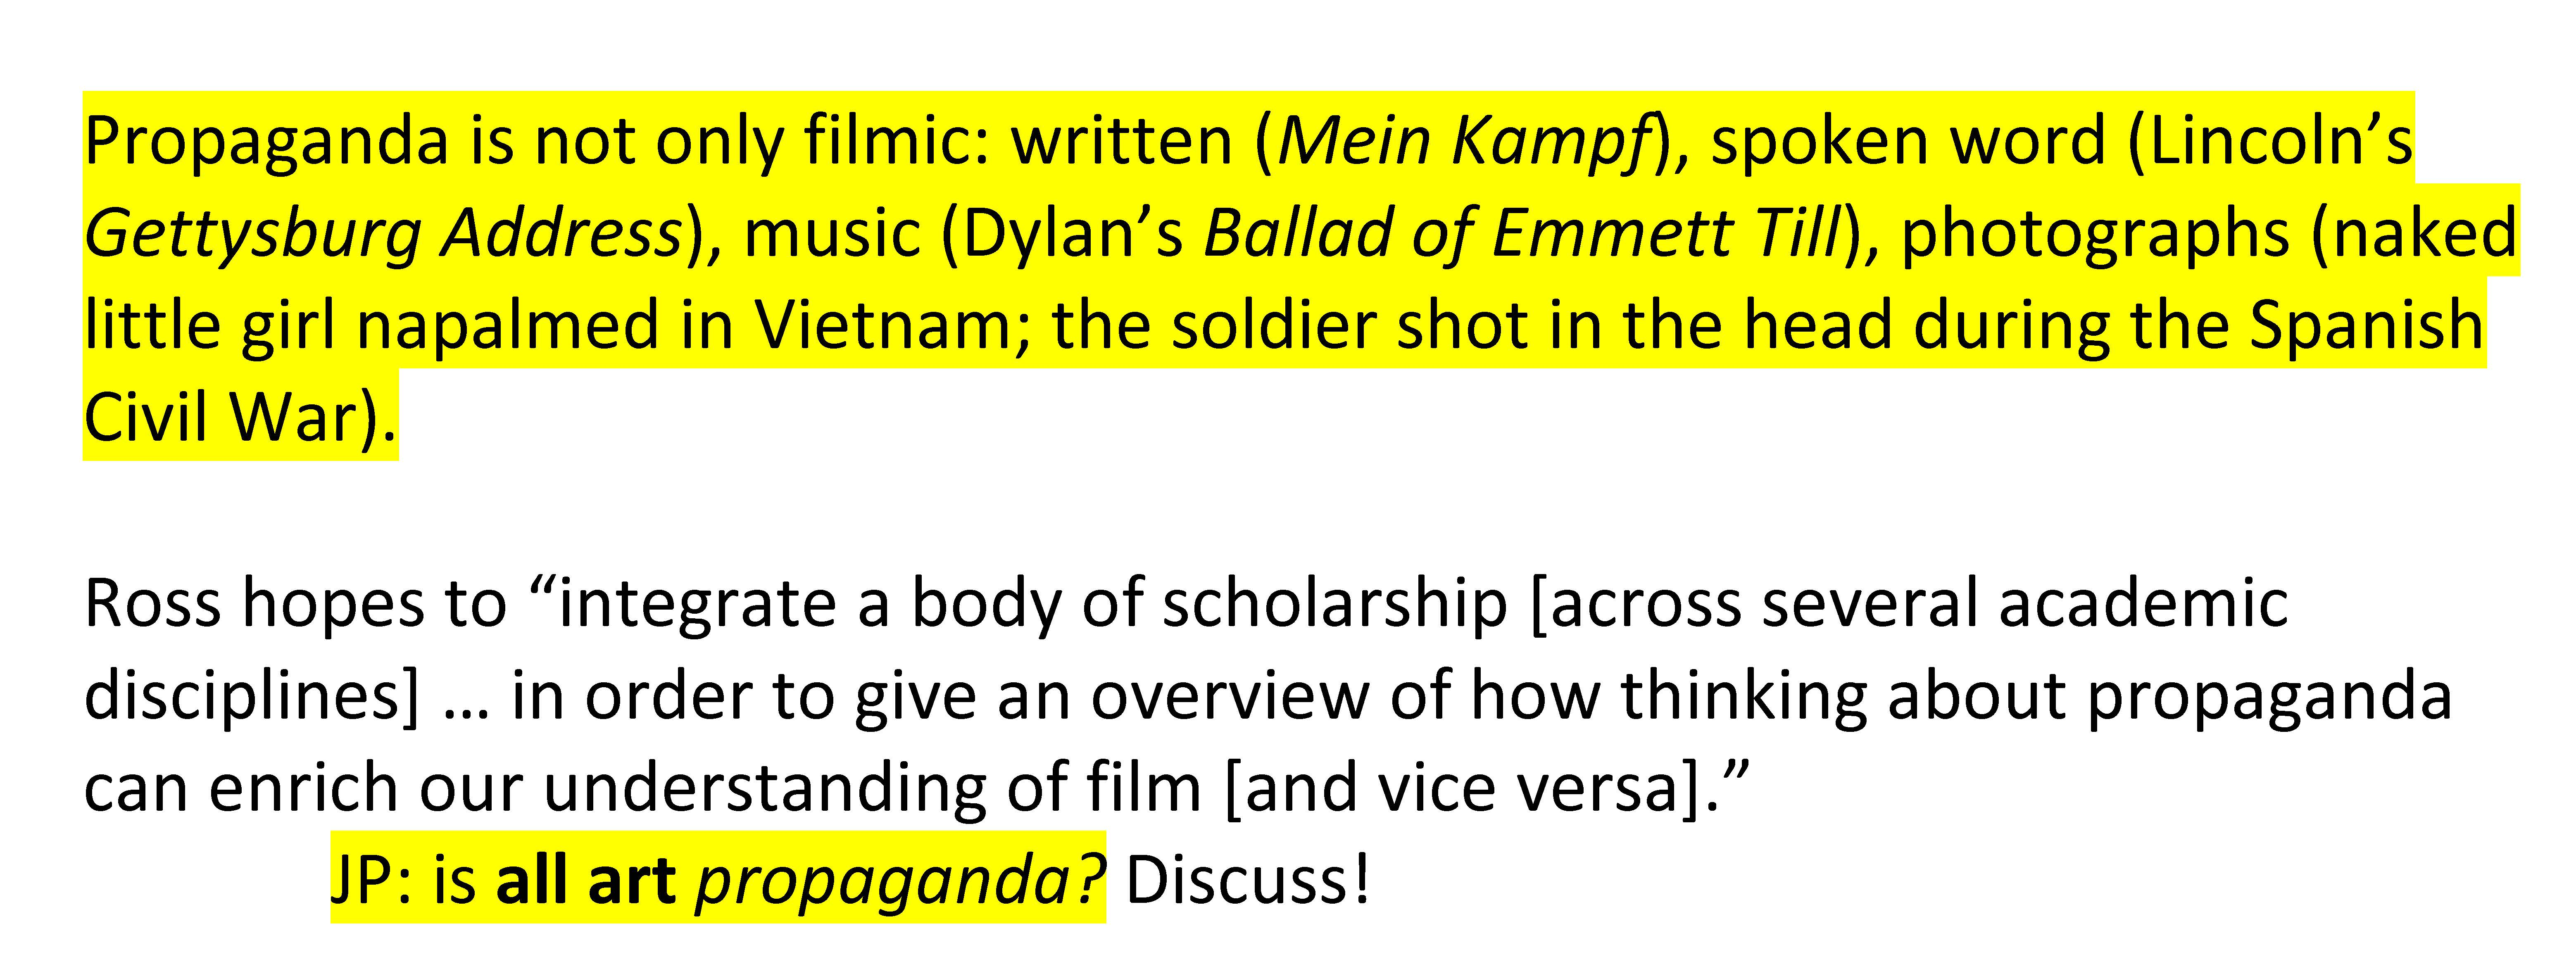 Propaganda is not only filmic: written (Mein Kampf), spoken word (Lincoln’s
Gettysburg Address), music (Dylan’s Ballad of Emmett Till), photographs (naked
little girl napalmed in Vietnam; the soldier shot in the head during the Spanish
Civil War).
Ross hopes to “integrate a body of scholarship [across several academic
disciplines] … in order to give an overview of how thinking about propaganda
can enrich our understanding of film [and vice versa].”
JP: is all art propaganda? Discuss!